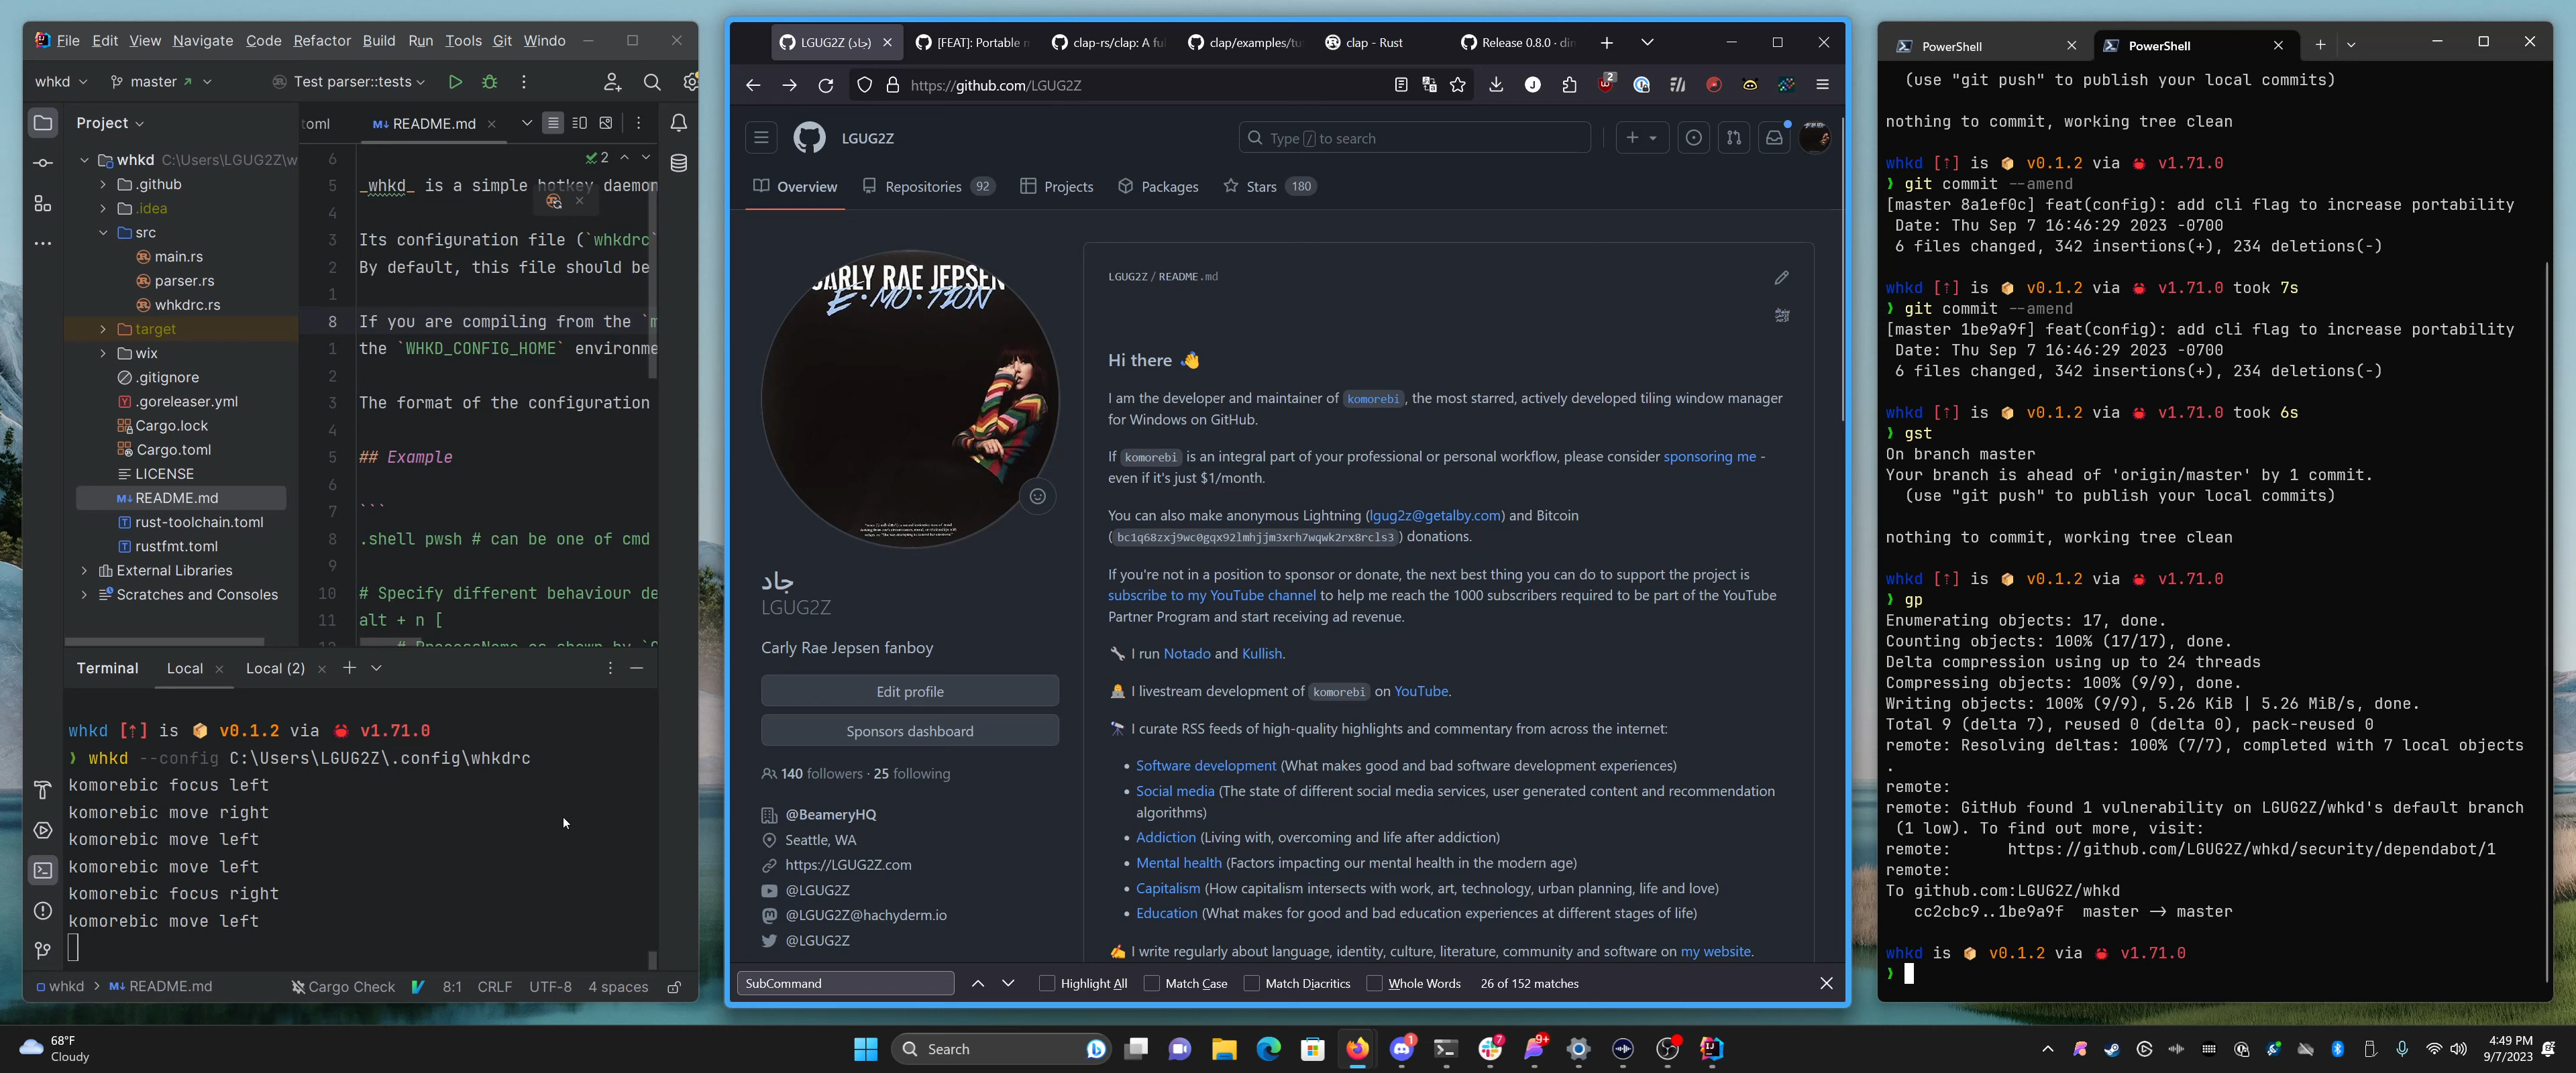 File Edit View Navigate Code Refactor Build Run Tools Git Windo
whkd master Test parser::tests
Project
whkd C:\Users\LGUG2Z\w
.github
.idea
src
main.rs
parser.rs
whkdrc.rs
target
wix
.gitignore
.goreleaser.yml
Cargo.lock
Cargo.toml
LICENSE
README.md
rust-toolchain.toml
rustfmt.toml
External Libraries
Scratches and Consoles
toml README.md
2
6
5 _whkd_ is a simple hotkey daemon
4
3 Its configuration file (`whkdrc`
2 By default, this file should be
1
8 If you are compiling from the `m
1 the `WHKD_CONFIG_HOME` environme
2
3 The format of the configuration
4
5 ## Example
6
7 ```
8 .shell pwsh # can be one of cmd
9
10 # Specify different behaviour de
11 alt + n [
Terminal Local Local (2)
whkd [⇡] is 📦 v0.1.2 via 🦀 v1.71.0
❯ whkd --config C:\Users\LGUG2Z\.config\whkdrc
komorebic focus left
komorebic move right
komorebic move left
komorebic move left
komorebic focus right
komorebic move left
whkd > README.md Cargo Check 8:1 CRLF UTF-8 4 spaces
LGUG2Z (جاد) [FEAT]: Portable clap-rs/clap: A fu clap/examples/tu clap - Rust Release 0.8.0 · dir
https://github.com/LGUG2Z
2
LGUG2Z
Type / to search
Overview Repositories 92 Projects Packages Stars 180
CARLY RAE JEPSEN
E•MO•TION
جاد
LGUG2Z
Carly Rae Jepsen fanboy
Edit profile
Sponsors dashboard
140 followers · 25 following
@BeameryHQ
Seattle, WA
https://LGUG2Z.com
@LGUG2Z
@LGUG2Z@hachyderm.io
@LGUG2Z
LGUG2Z / README.md
Hi there 👋
I am the developer and maintainer of komorebi, the most starred, actively developed tiling window manager
for Windows on GitHub.
If komorebi is an integral part of your professional or personal workflow, please consider sponsoring me -
even if it's just $1/month.
You can also make anonymous Lightning (lgug2z@getalby.com) and Bitcoin
(bc1q68zxj9wc0gqx92lmhjjm3xrh7wqwk2rx8rcls3) donations.
If you're not in a position to sponsor or donate, the next best thing you can do to support the project is
subscribe to my YouTube channel to help me reach the 1000 subscribers required to be part of the YouTube
Partner Program and start receiving ad revenue.
🔧 I run Notado and Kullish.
I livestream development of komorebi on YouTube.
🔭 I curate RSS feeds of high-quality highlights and commentary from across the internet:
• Software development (What makes good and bad software development experiences)
• Social media (The state of different social media services, user generated content and recommendation
algorithms)
• Addiction (Living with, overcoming and life after addiction)
• Mental health (Factors impacting our mental health in the modern age)
• Capitalism (How capitalism intersects with work, art, technology, urban planning, life and love)
• Education (What makes for good and bad education experiences at different stages of life)
✍ I write regularly about language, identity, culture, literature, community and software on my website.
SubCommand Highlight All Match Case Match Diacritics Whole Words 26 of 152 matches
PowerShell PowerShell
(use "git push" to publish your local commits)
nothing to commit, working tree clean
whkd [⇡] is 📦 v0.1.2 via 🦀 v1.71.0
❯ git commit --amend
[master 8a1ef0c] feat(config): add cli flag to increase portability
Date: Thu Sep 7 16:46:29 2023 -0700
6 files changed, 342 insertions(+), 234 deletions(-)
whkd [⇡] is 📦 v0.1.2 via 🦀 v1.71.0 took 7s
❯ git commit --amend
[master 1be9a9f] feat(config): add cli flag to increase portability
Date: Thu Sep 7 16:46:29 2023 -0700
6 files changed, 342 insertions(+), 234 deletions(-)
whkd [⇡] is 📦 v0.1.2 via 🦀 v1.71.0 took 6s
❯ gst
On branch master
Your branch is ahead of 'origin/master' by 1 commit.
(use "git push" to publish your local commits)
nothing to commit, working tree clean
whkd [⇡] is 📦 v0.1.2 via 🦀 v1.71.0
❯ gp
Enumerating objects: 17, done.
Counting objects: 100% (17/17), done.
Delta compression using up to 24 threads
Compressing objects: 100% (9/9), done.
Writing objects: 100% (9/9), 5.26 KiB | 5.26 MiB/s, done.
Total 9 (delta 7), reused 0 (delta 0), pack-reused 0
remote: Resolving deltas: 100% (7/7), completed with 7 local objects
.
remote:
remote: GitHub found 1 vulnerability on LGUG2Z/whkd's default branch
(1 low). To find out more, visit:
remote: https://github.com/LGUG2Z/whkd/security/dependabot/1
remote:
To github.com:LGUG2Z/whkd
cc2cbc9..1be9a9f master -> master
whkd is 📦 v0.1.2 via 🦀 v1.71.0
❯
68°F
Cloudy
Search
1 7 9+
4:49 PM
9/7/2023